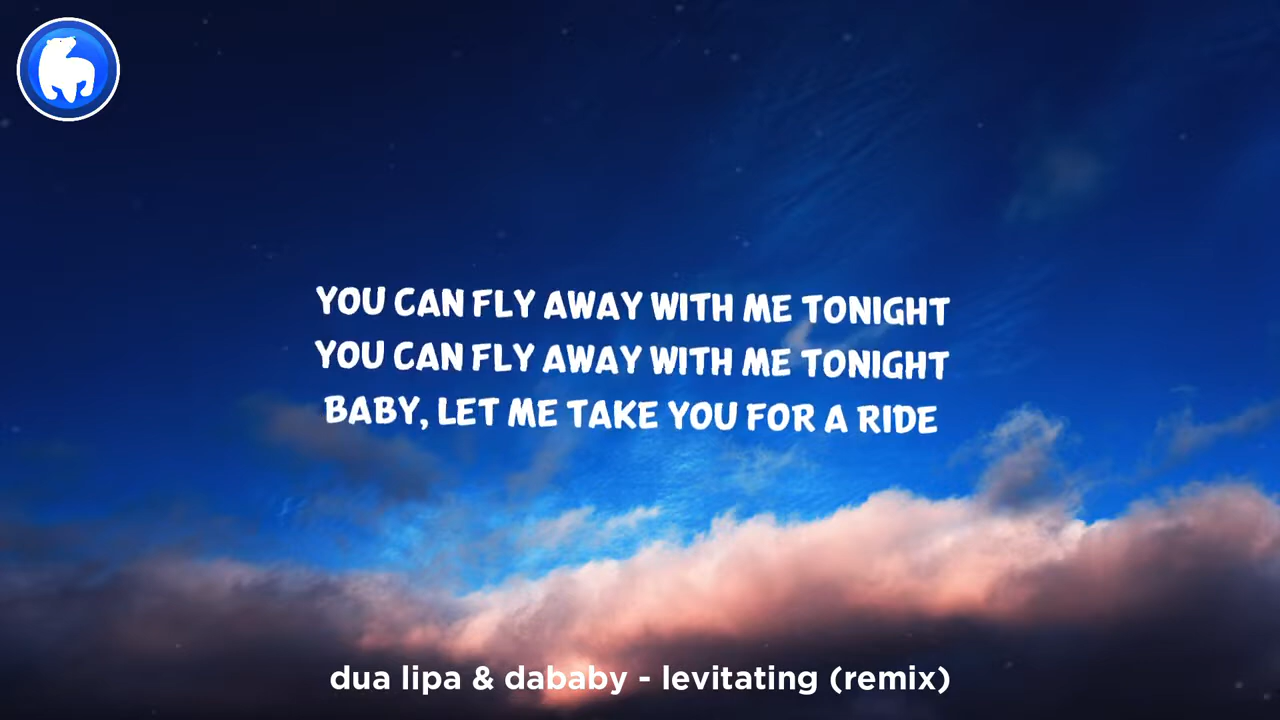 YOU CAN FLY AWAY WITH ME TONIGHT
YOU CAN FLY AWAY WITH ME TONIGHT
BABY, LET ME TAKE YOU FOR A RIDE
dua lipa & dababy - levitating (remix)